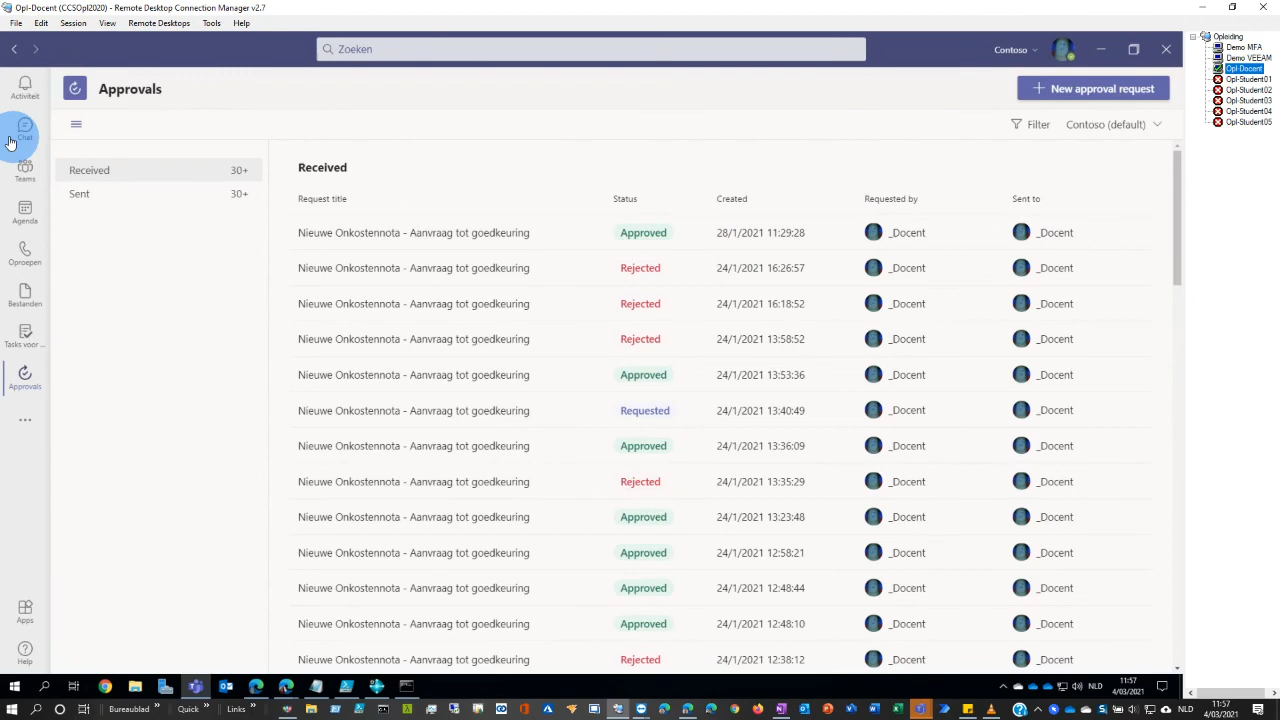 Opl-Docent (CCSOpl2020) - Remote Desktop Connection Manager v2.7
File Edit Session View Remote Desktops Tools Help
Zoeken
Contoso
Approvals
New approval request
Filter Contoso (default)
Activiteit
Chat
Teams
Agenda
Oproepen
Bestanden
Tasks voor ...
Approvals
Apps
Help
Received 30+
Sent 30+
Received
Request title Status Created Requested by Sent to
Nieuwe Onkostennota - Aanvraag tot goedkeuring Approved 28/1/2021 11:29:28 _Docent _Docent
Nieuwe Onkostennota - Aanvraag tot goedkeuring Rejected 24/1/2021 16:26:57 _Docent _Docent
Nieuwe Onkostennota - Aanvraag tot goedkeuring Rejected 24/1/2021 16:18:52 _Docent _Docent
Nieuwe Onkostennota - Aanvraag tot goedkeuring Rejected 24/1/2021 13:58:52 _Docent _Docent
Nieuwe Onkostennota - Aanvraag tot goedkeuring Approved 24/1/2021 13:53:36 _Docent _Docent
Nieuwe Onkostennota - Aanvraag tot goedkeuring Requested 24/1/2021 13:40:49 _Docent _Docent
Nieuwe Onkostennota - Aanvraag tot goedkeuring Approved 24/1/2021 13:36:09 _Docent _Docent
Nieuwe Onkostennota - Aanvraag tot goedkeuring Rejected 24/1/2021 13:35:29 _Docent _Docent
Nieuwe Onkostennota - Aanvraag tot goedkeuring Approved 24/1/2021 13:23:48 _Docent _Docent
Nieuwe Onkostennota - Aanvraag tot goedkeuring Approved 24/1/2021 12:58:21 _Docent _Docent
Nieuwe Onkostennota - Aanvraag tot goedkeuring Approved 24/1/2021 12:48:44 _Docent _Docent
Nieuwe Onkostennota - Aanvraag tot goedkeuring Approved 24/1/2021 12:48:10 _Docent _Docent
Nieuwe Onkostennota - Aanvraag tot goedkeuring Rejected 24/1/2021 12:38:12 _Docent _Docent
Opleiding
Demo MFA
Demo VEEAM
Opl-Docent
Opl-Student01
Opl-Student02
Opl-Student03
Opl-Student04
Opl-Student05
NLD 11:57
4/03/2021
Bureaublad Quick Links
NLD 11:57
4/03/2021